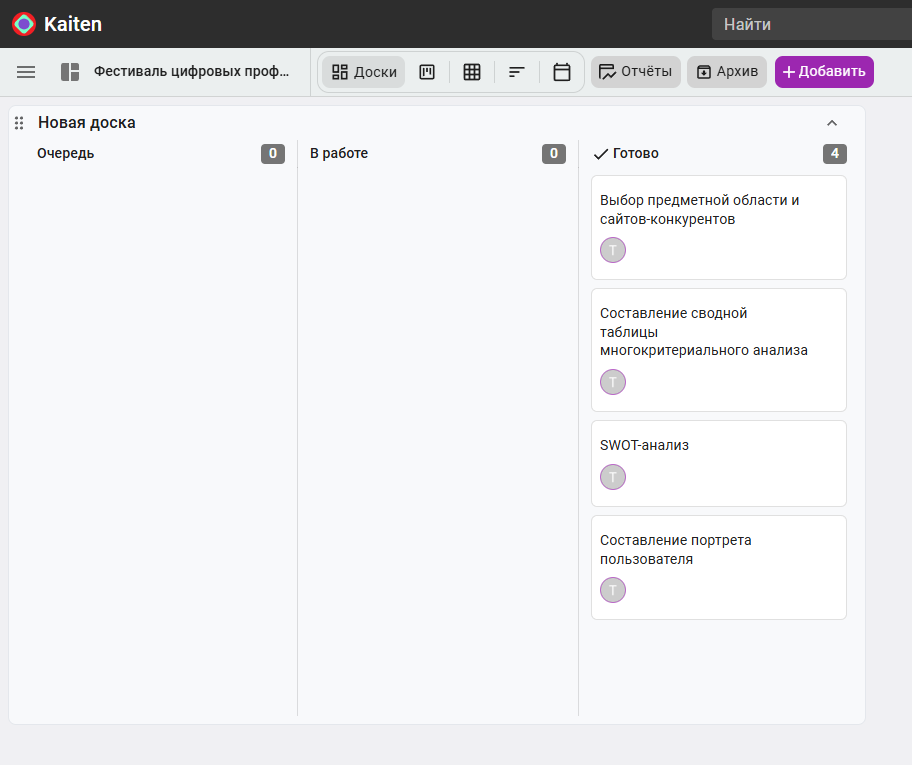 Kaiten
Найти
Фестиваль цифровых проф...
Доски
Отчёты
Архив
Добавить
Новая доска
Очередь
0
В работе
0
Готово
4
Выбор предметной области и
сайтов-конкурентов
T
Составление сводной
таблицы
многокритериального анализа
T
SWOT-анализ
T
Составление портрета
пользователя
T